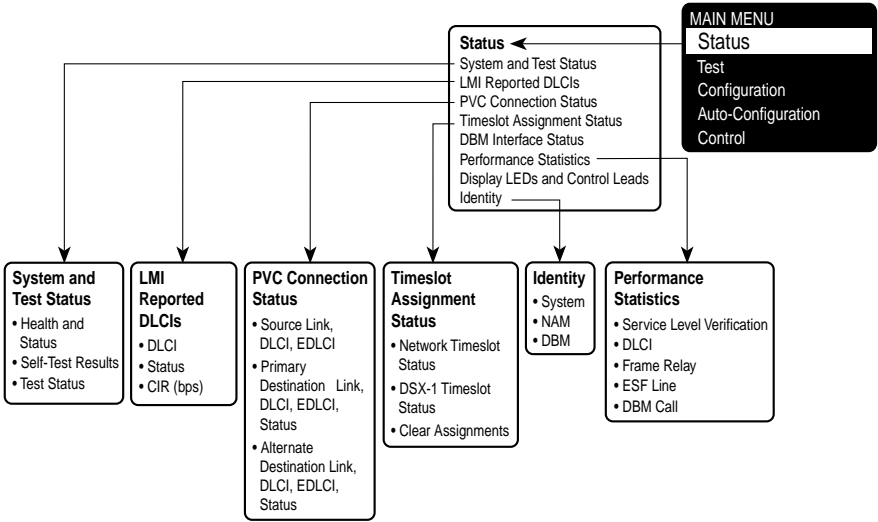 MAIN MENU
Status
Test
Configuration
Auto-Configuration
Control
Status
System and Test Status
LMI Reported DLCIs
PVC Connection Status
Timeslot Assignment Status
DBM Interface Status
Performance Statistics
Display LEDs and Control Leads
Identity
System and
Test Status
• Health and
Status
• Self-Test Results
• Test Status
LMI
Reported
DLCIs
• DLCI
• Status
• CIR (bps)
PVC Connection
Status
• Source Link,
DLCI, EDLCI
• Primary
Destination Link,
DLCI, EDLCI,
Status
• Alternate
Destination Link,
DLCI, EDLCI,
Status
Timeslot
Assignment
Status
• Network Timeslot
Status
• DSX-1 Timeslot
Status
• Clear Assignments
Identity
• System
• NAM
• DBM
Performance
Statistics
• Service Level Verification
• DLCI
• Frame Relay
• ESF Line
• DBM Call